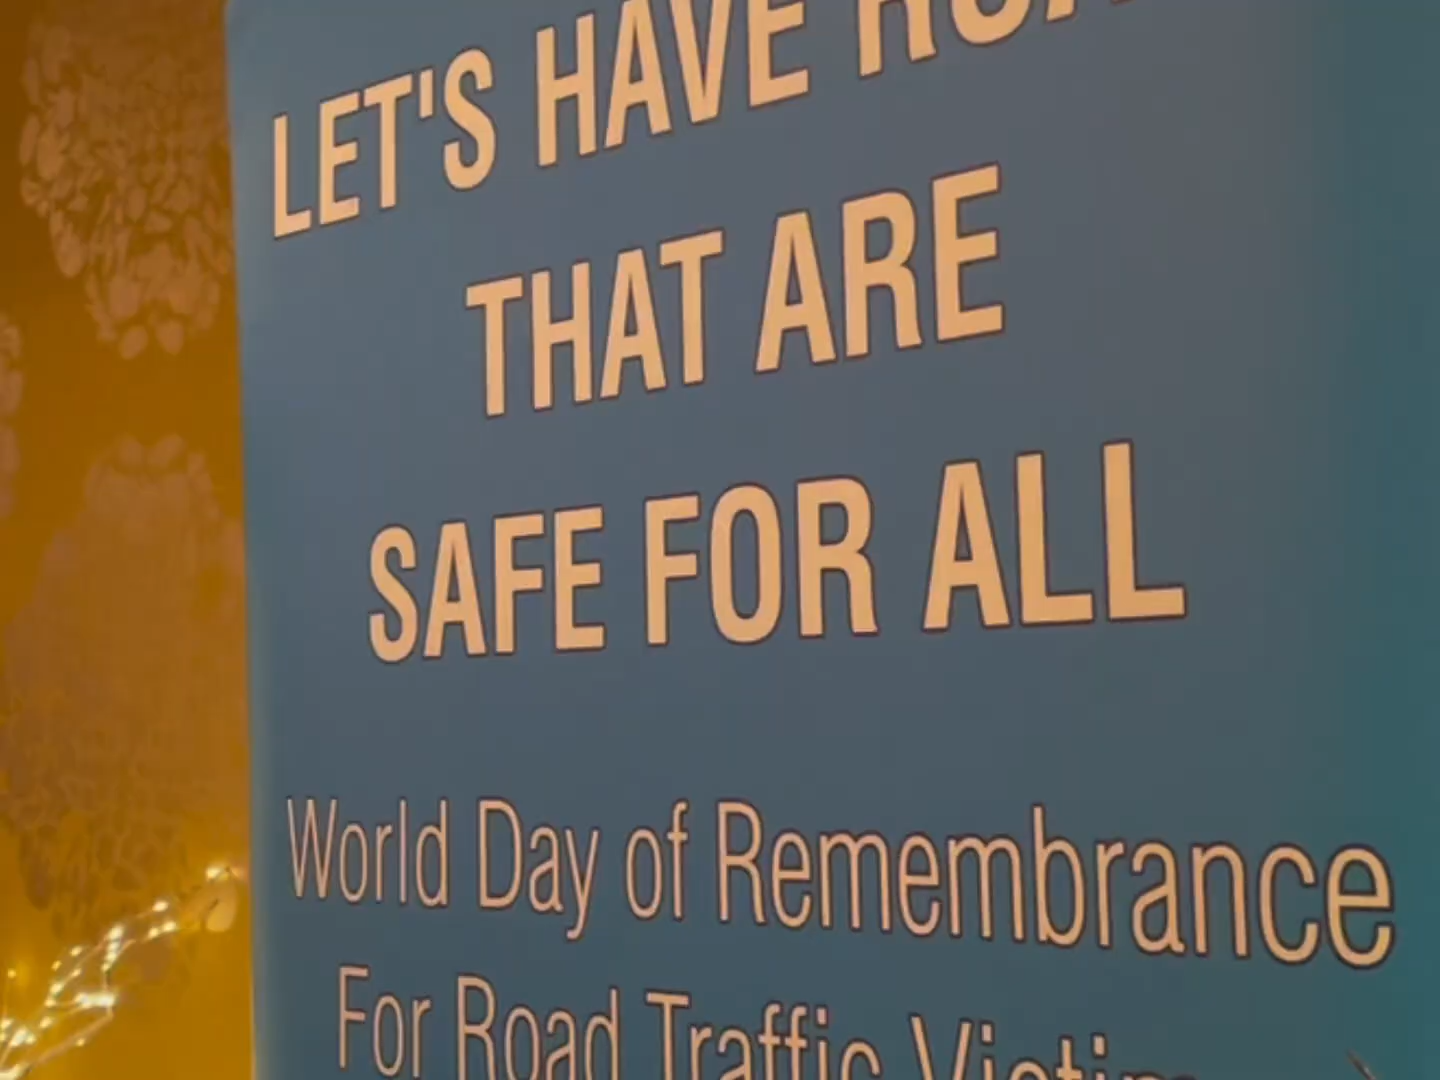 LET'S HAVE
THAT ARE
SAFE FOR ALL
World Day of Remembrance
For Road Traffic